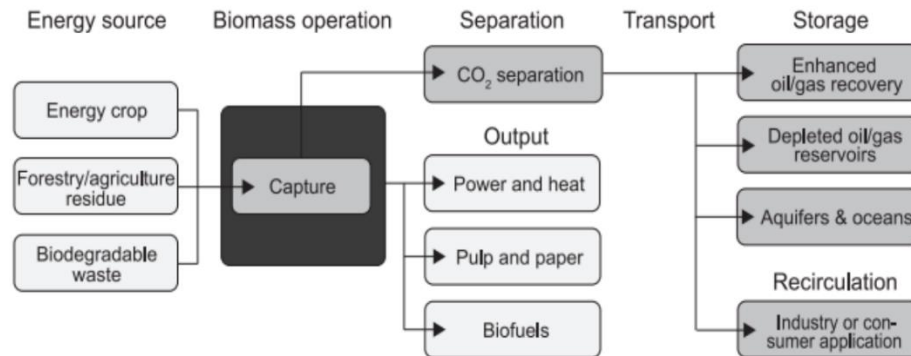 Energy source
Biomass operation
Separation
Transport
Storage
Energy crop
Forestry/agriculture
residue
Biodegradable
waste
Capture
CO₂ separation
Output
Power and heat
Pulp and paper
Biofuels
Enhanced
oil/gas recovery
Depleted oil/gas
reservoirs
Aquifers & oceans
Recirculation
Industry or con-
sumer application